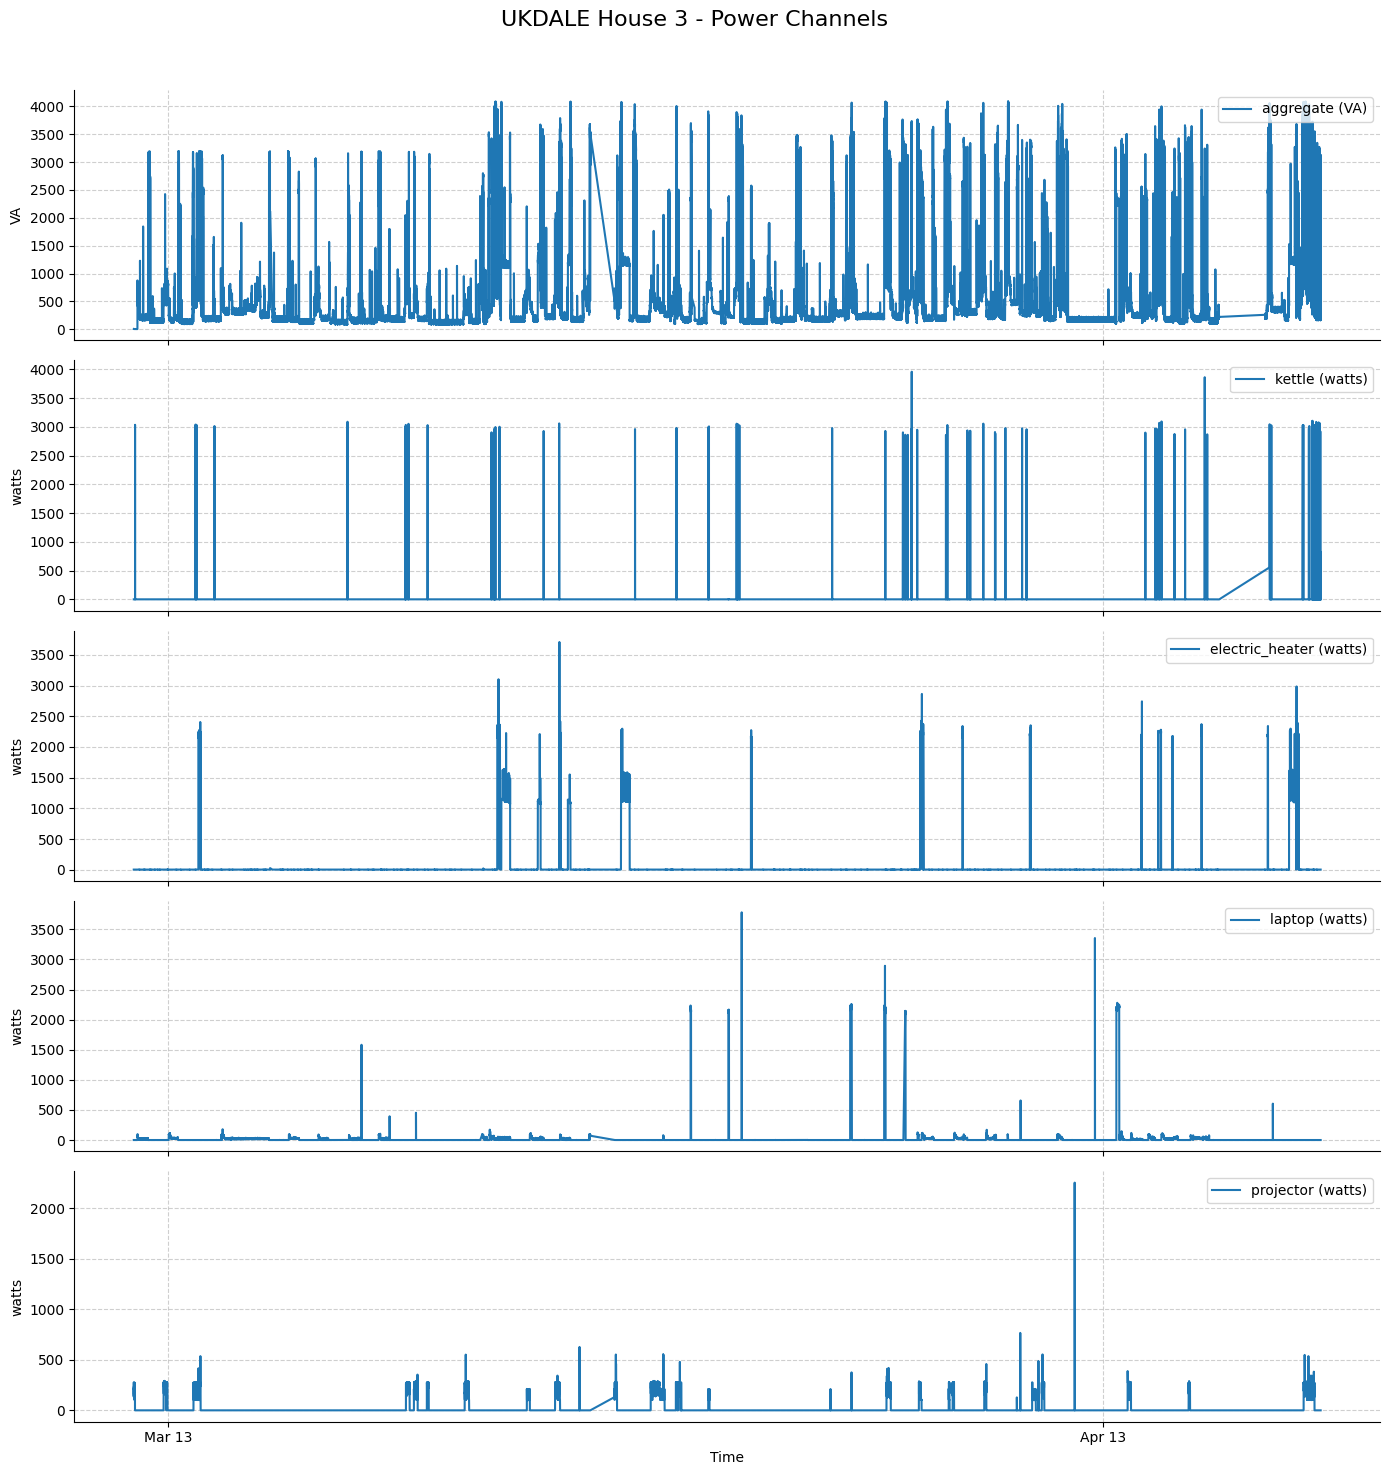 UKDALE House 3 - Power Channels
aggregate (VA)
4000
3500
3000
2500
2000
1500
1000
500
0
VA
kettle (watts)
4000
3500
3000
2500
2000
1500
1000
500
0
watts
electric_heater (watts)
3500
3000
2500
2000
1500
1000
500
0
watts
laptop (watts)
3500
3000
2500
2000
1500
1000
500
0
watts
projector (watts)
2000
1500
1000
500
0
watts
Mar 13
Apr 13
Time